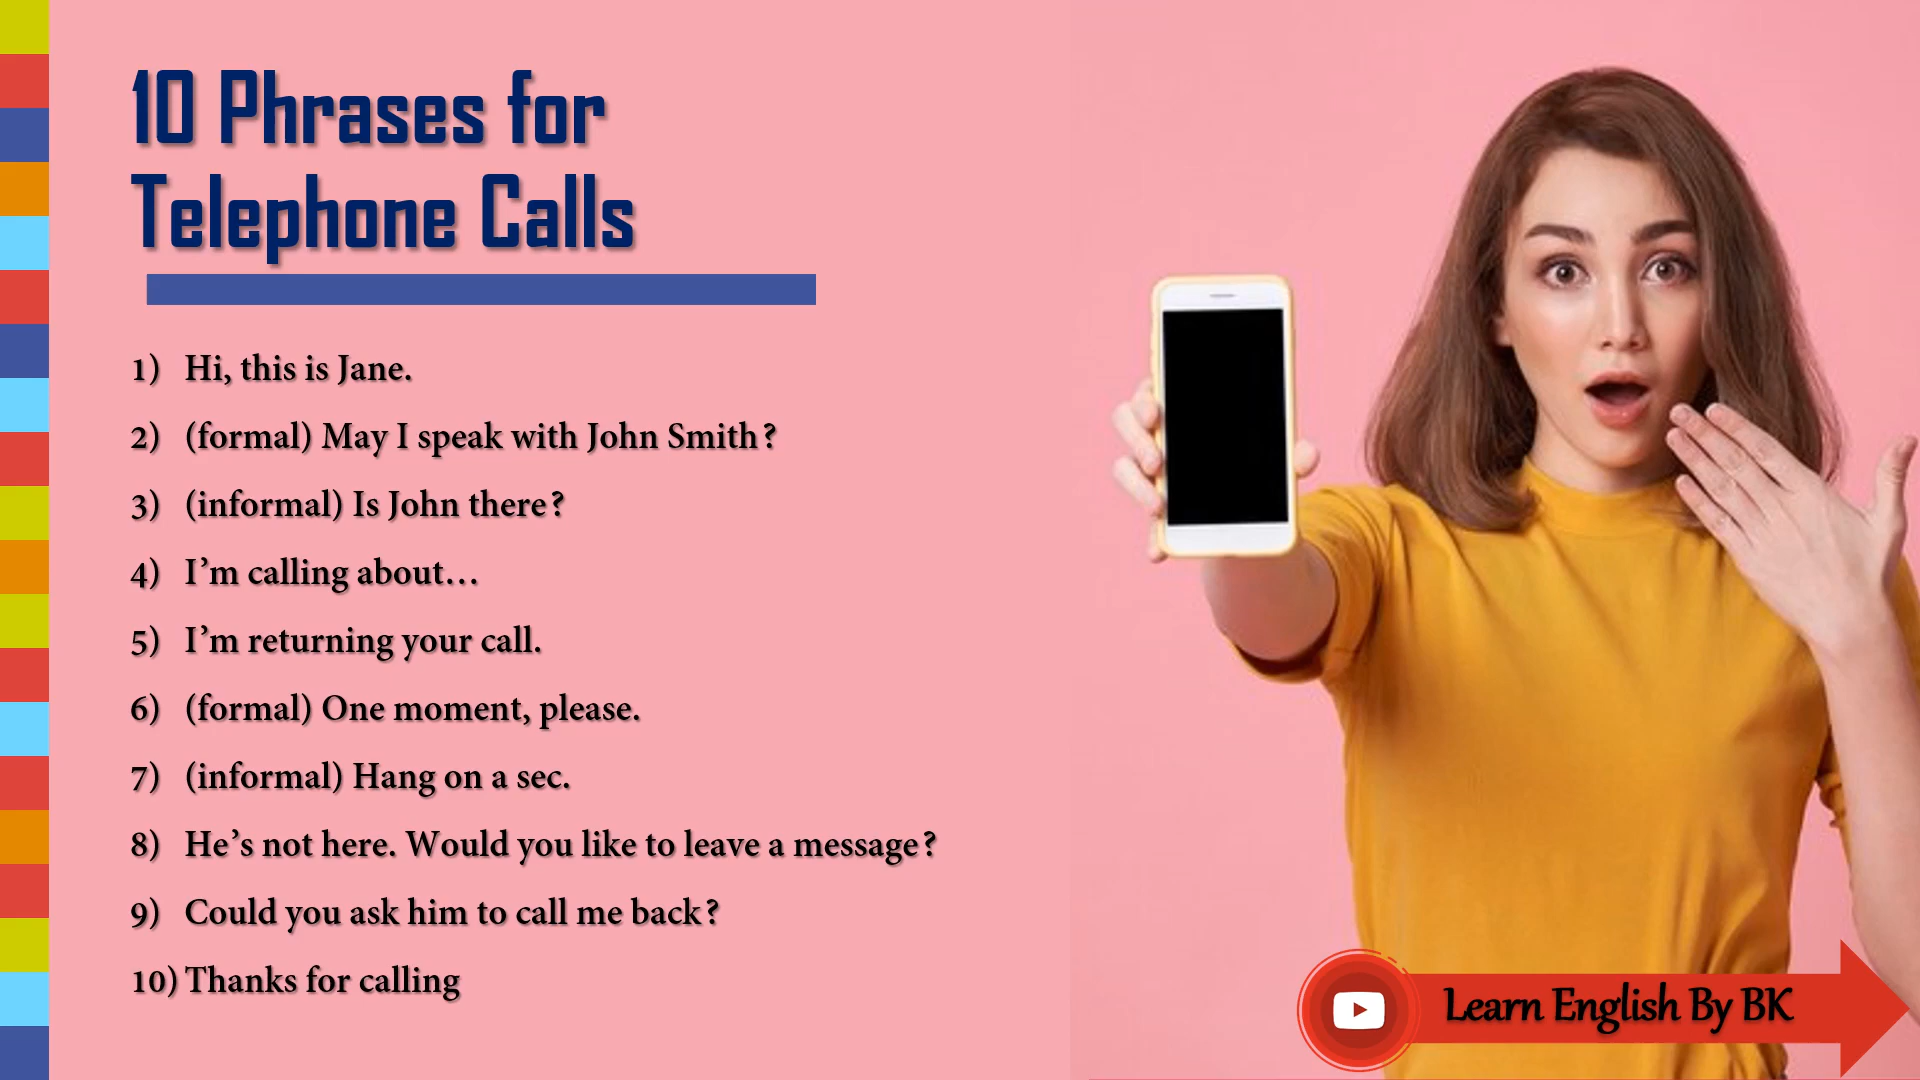 10 Phrases for
Telephone Calls
1) Hi, this is Jane.
2) (formal) May I speak with John Smith?
3) (informal) Is John there?
4) I’m calling about…
5) I’m returning your call.
6) (formal) One moment, please.
7) (informal) Hang on a sec.
8) He’s not here. Would you like to leave a message?
9) Could you ask him to call me back?
10) Thanks for calling
Learn English By BK